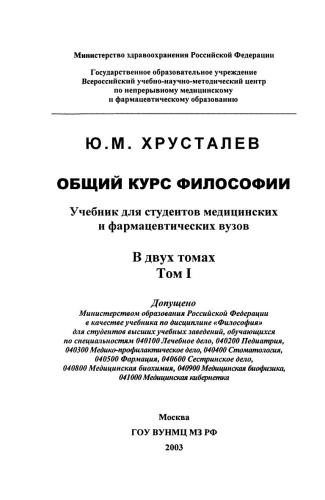 Министерство здравоохранения Российской Федерации
Государственное образовательное учреждение
Всероссийский учебно-научно-методический центр
по непрерывному медицинскому
и фармацевтическому образованию
Ю.М. ХРУСТАЛЕВ
ОБЩИЙ КУРС ФИЛОСОФИИ
Учебник для студентов медицинских
и фармацевтических вузов
В двух томах
Том I
Допущено
Министерством образования Российской Федерации
в качестве учебника по дисциплине «Философия»
для студентов высших учебных заведений, обучающихся
по специальностям 040100 Лечебное дело, 040200 Педиатрия,
040300 Медико-профилактическое дело, 040400 Стоматология,
040500 Фармация, 040600 Сестринское дело,
040800 Медицинская биохимия, 040900 Медицинская биофизика,
041000 Медицинская кибернетка
Москва
ГОУ ВУНМЦ МЗ РФ
2003